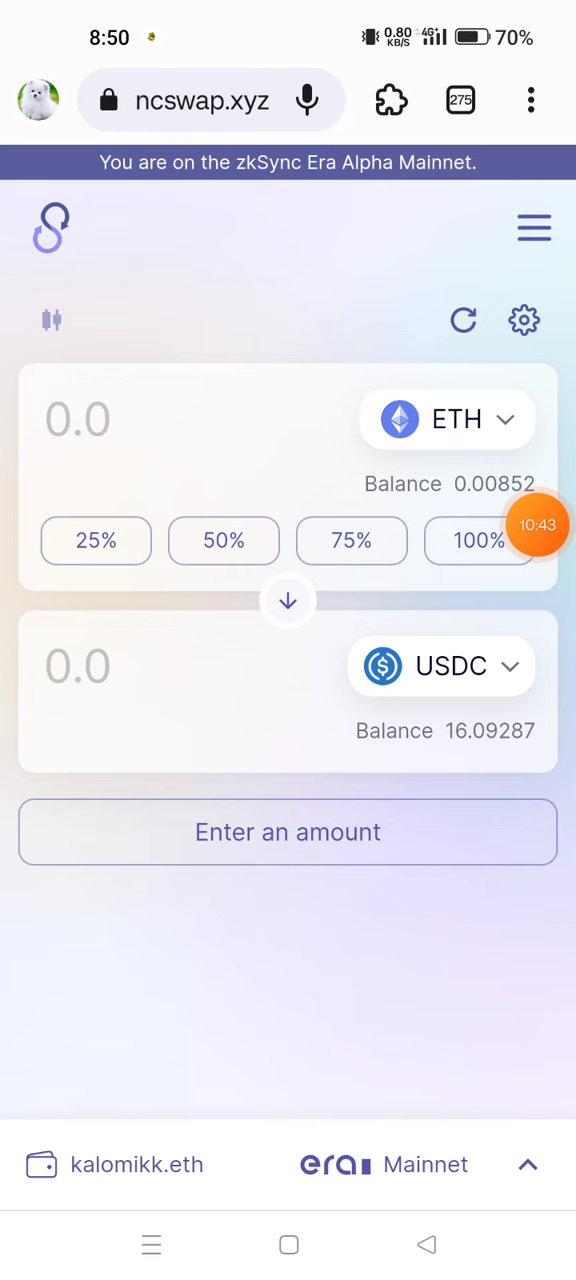 8:50 0.80 KB/S 4G+ 70%
ncswap.xyz 275
You are on the zkSync Era Alpha Mainnet.
0.0 ETH
Balance 0.00852
10:43
25% 50% 75% 100%
0.0 USDC
Balance 16.09287
Enter an amount
kalomikk.eth era Mainnet